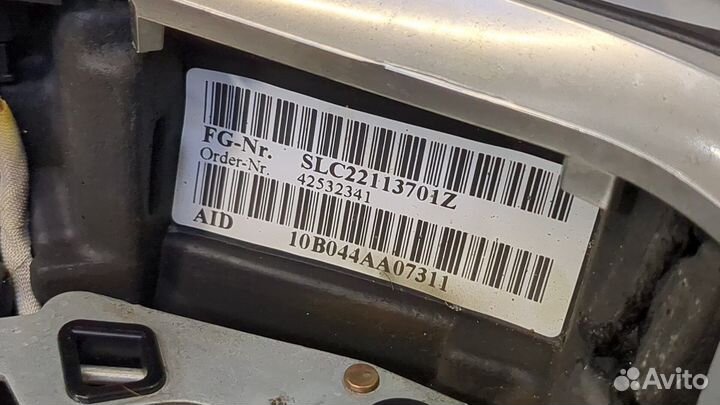 FG-Nr. SLC22113701Z
Order-Nr. 42532341
AID 10B044AA07311
Avito